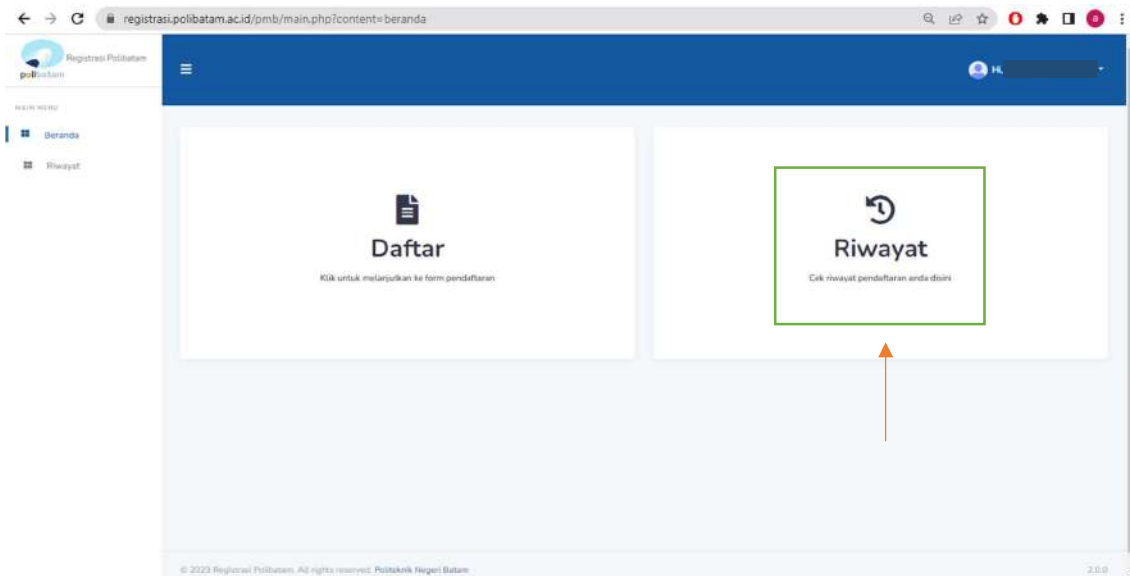 registrasi.polibatam.ac.id/pmb/main.php?content=beranda
a
polibatam
Registrasi Polibatam
Hi,
MAIN MENU
Beranda
Riwayat
Daftar
Klik untuk melanjutkan ke form pendaftaran
Riwayat
Cek riwayat pendaftaran anda disini
© 2023 Registrasi Polibatam. All rights reserved. Politeknik Negeri Batam
2.0.0